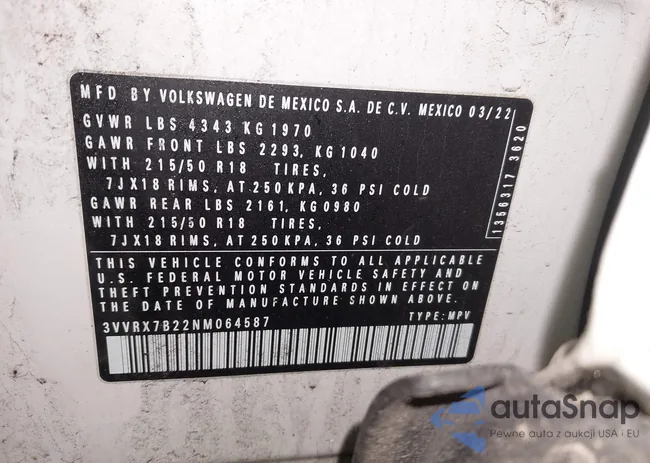 MFD BY VOLKSWAGEN DE MEXICO S.A. DE C.V. MEXICO 03/22
GVWR LBS 4343 KG 1970
GAWR FRONT LBS 2293, KG 1040
WITH 215/50 R18 TIRES,
7JX18 RIMS, AT 250 KPA, 36 PSI COLD
GAWR REAR LBS 2161, KG0980
WITH 215/50 R18 TIRES,
7JX18 RIMS, AT 250 KPA, 36 PSI COLD
1356317 3620
THIS VEHICLE CONFORMS TO ALL APPLICABLE
U.S. FEDERAL MOTOR VEHICLE SAFETY AND
THEFT PREVENTION STANDARDS IN EFFECT ON
THE DATE OF MANUFACTURE SHOWN ABOVE.
3VVRX7B22NM064587 TYPE: MPV
autaSnap
Pewne auta z aukcji USA i EU